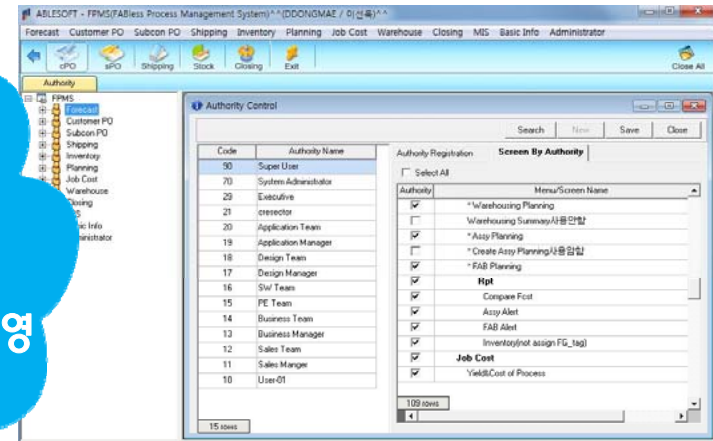 ABLESOFT - FPMS(FABless Process Management System)^^(DDONGMAE / 이선목)^^
Forecast Customer PO Subcon PO Shipping Inventory Planning Job Cost Warehouse Closing MIS Basic Info Administrator
cPO sPO Shipping Stock Closing Exit Close All
Authority
FPMS
Forecast
Customer PO
Subcon PO
Shipping
Inventory
Planning
Job Cost
Warehouse
Closing
영
Authority Control
Search New Save Close
Code Authority Name
90 Super User
70 System Administrator
29 Executive
21 cresector
20 Application Team
19 Application Manager
18 Design Team
17 Design Manager
16 SW Team
15 PE Team
14 Business Team
13 Business Manager
12 Sales Team
11 Sales Manger
10 User-01
15 rows
Authority Registration Screen By Authority
Select All
Authority Menu/Screen Name
* Warehousing Planning
Warehousing Summary사용안함
* Assy Planning
* Create Assy Planning사용암함
* FAB Planning
Rpt
Compare Fcst
Assy Alert
FAB Alert
Inventory(not assign FG_tag)
Job Cost
Yield&Cost of Process
109 rows